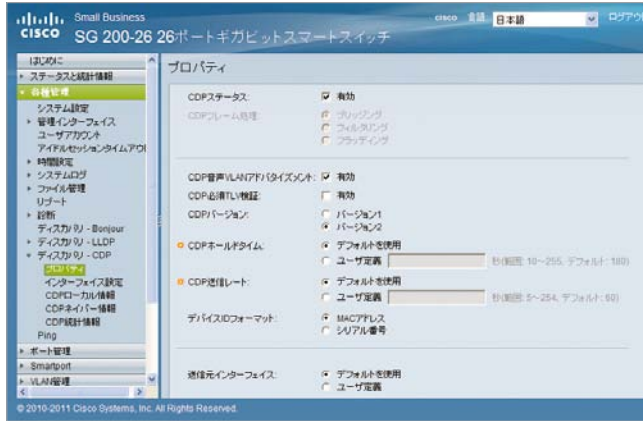 Small Business
CISCO SG 200-26 26ポートギガビットスマートスイッチ
cisco 言語 日本語 ログアウト
はじめに
ステータスと統計情報
各種管理
システム設定
管理インターフェイス
ユーザアカウント
アイドルセッションタイムアウ
時間設定
システムログ
ファイル管理
リブート
診断
ディスカバリ - Bonjour
ディスカバリ - LLDP
ディスカバリ - CDP
プロパティ
インターフェイス設定
CDPローカル情報
CDPネイバー情報
CDP統計情報
Ping
ポート管理
Smartport
VLAN管理
プロパティ
CDPステータス: 有効
CDPフレーム処理: ブリッジング
フィルタリング
フラッディング
CDP音声VLANアドバタイズメント: 有効
CDP必須TLV検証: 有効
CDPバージョン: バージョン1
バージョン2
CDPホールドタイム: デフォルトを使用
ユーザ定義 秒(範囲: 10～255, デフォルト: 180)
CDP送信レート: デフォルトを使用
ユーザ定義 秒(範囲: 5～254, デフォルト: 60)
デバイスIDフォーマット: MACアドレス
シリアル番号
送信元インターフェイス: デフォルトを使用
ユーザ定義
© 2010-2011 Cisco Systems, Inc. All Rights Reserved.